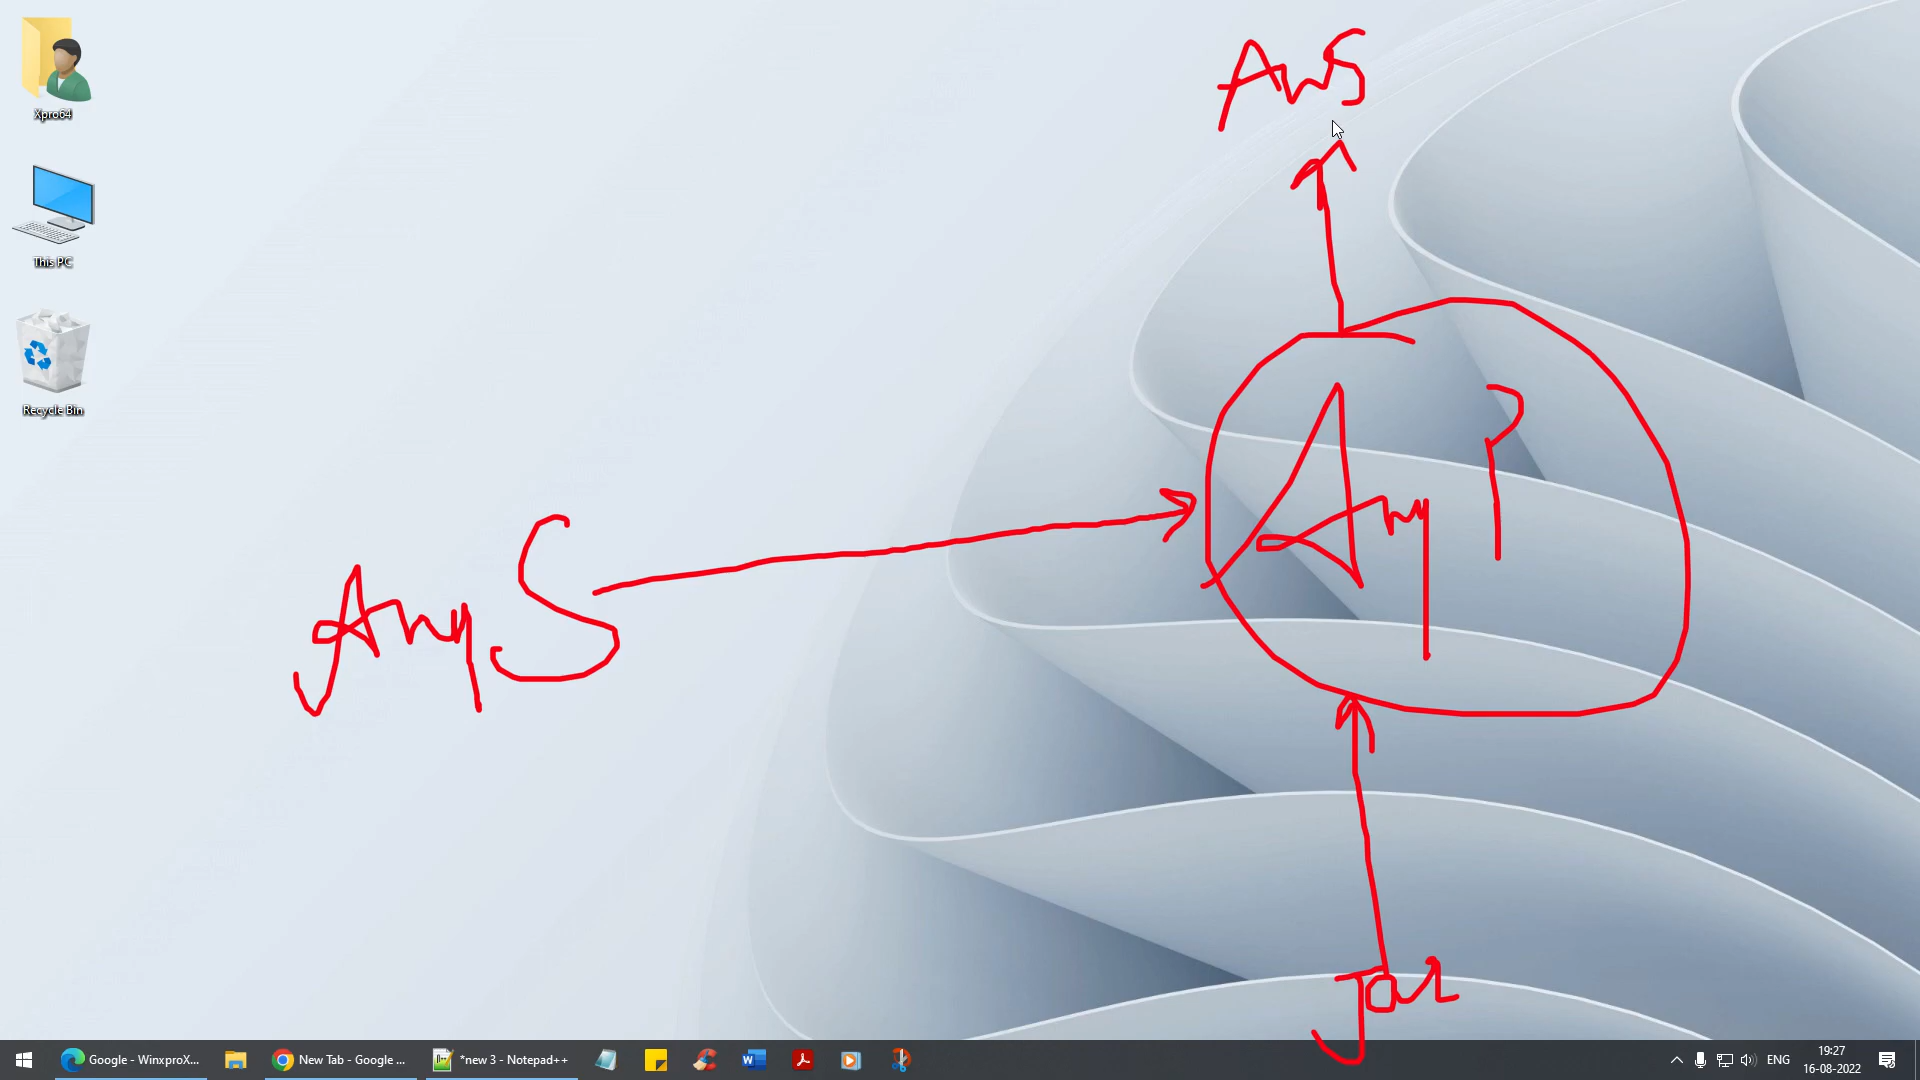 Xpro64
This PC
Recycle Bin
AwS
Any P
Any S
jar
Google - WinxproX...
New Tab - Google ...
*new 3 - Notepad++
ENG
19:27
16-08-2022